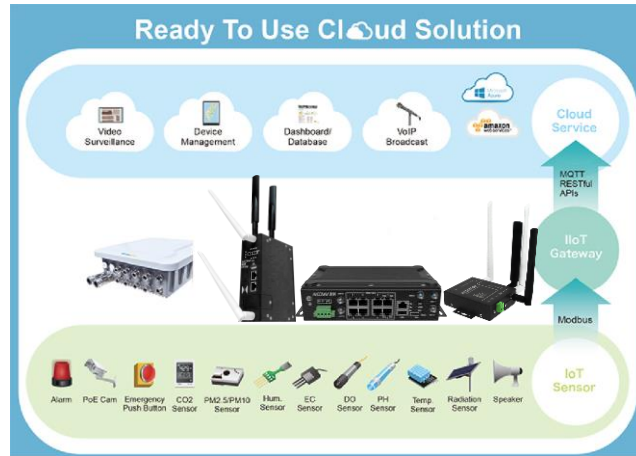 Ready To Use Cloud Solution
Video
Surveillance
Device
Management
Dashboard/
Database
VoIP
Broadcast
Microsoft
Azure
amazon
web services
Cloud
Service
MQTT
RESTful
APIs
IIoT
Gateway
Modbus
Alarm
PoE Cam
Emergency
Push Button
CO2
Sensor
PM2.5/PM10
Sensor
Hum.
Sensor
EC
Sensor
DO
Sensor
PH
Sensor
Temp.
Sensor
Radiation
Sensor
Speaker
IoT
Sensor